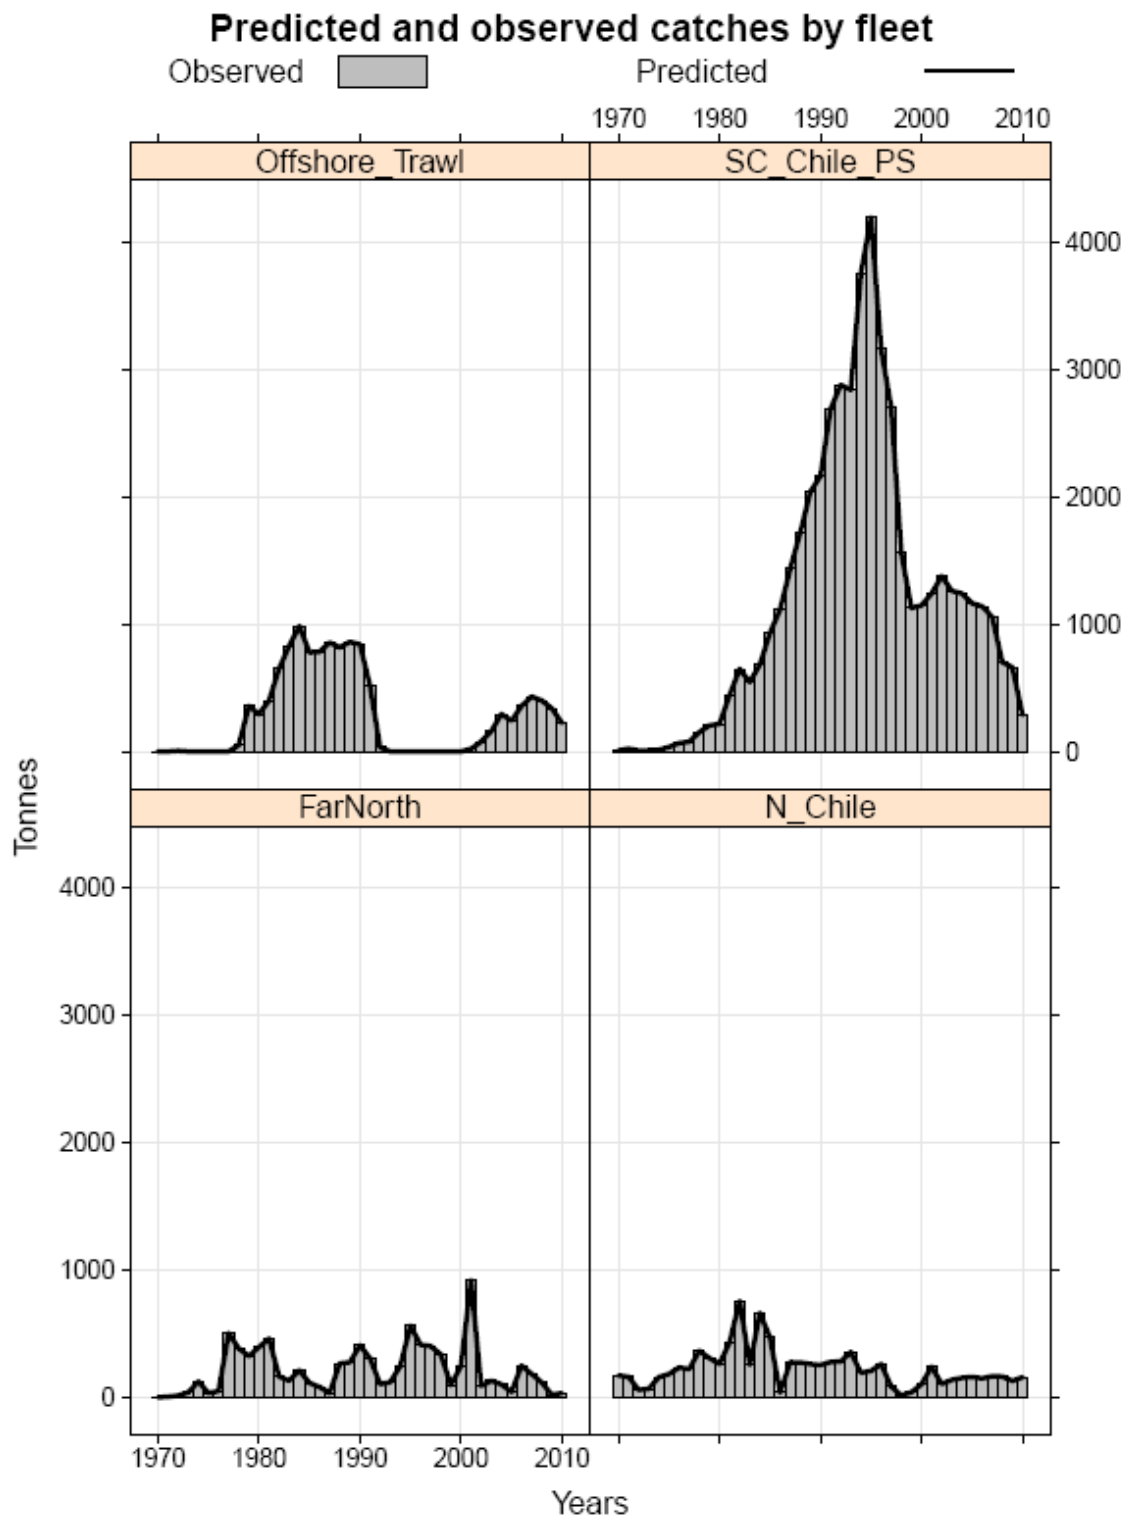 Predicted and observed catches by fleet
Observed Predicted
1970 1980 1990 2000 2010
Offshore_Trawl SC_Chile_PS
4000
3000
2000
1000
0
Tonnes
FarNorth N_Chile
4000
3000
2000
1000
0
1970 1980 1990 2000 2010
Years